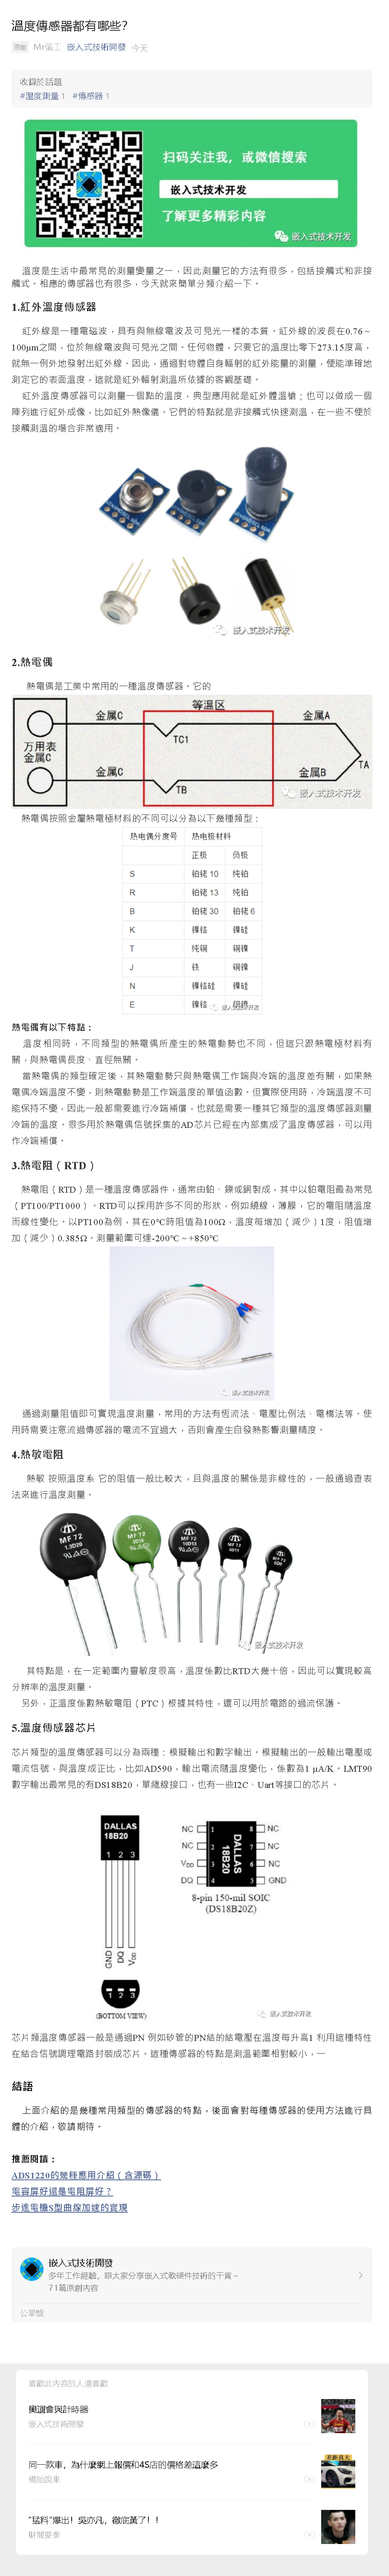 溫度傳感器都有哪些?
原創 Mr張工 嵌入式技術開發 今天
收錄於話題
#溫度測量 1 #傳感器 1
扫码关注我，或微信搜索
嵌入式技术开发
了解更多精彩内容
嵌入式技术开发
溫度是生活中最常見的測量變量之一，因此測量它的方法有很多，包括接觸式和非接
觸式。相應的傳感器也有很多，今天就來簡單分類介紹一下。
1.紅外溫度傳感器
紅外線是一種電磁波，具有與無線電波及可見光一樣的本質。紅外線的波長在0.76～
100μm之間，位於無線電波與可見光之間。任何物體，只要它的溫度比零下273.15度高，
就無一例外地發射出紅外線。因此，通過對物體自身輻射的紅外能量的測量，便能準確地
測定它的表面溫度，這就是紅外輻射測溫所依據的客觀基礎。
紅外溫度傳感器可以測量一個點的溫度，典型應用就是紅外體溫槍；也可以做成一個
陣列進行紅外成像，比如紅外熱像儀。它們的特點就是非接觸式快速測溫，在一些不便於
接觸測溫的場合非常適用。
嵌入式技术开发
2.熱電偶
熱電偶是工業中常用的一種溫度傳感器。它的
金属C 等温区 金属A
万用表 TC1 TA
金属C TB 金属B
嵌入式技术开发
熱電偶按照金屬熱電極材料的不同可以分為以下幾種類型：
热电偶分度号 热电极材料
正极 负极
S 铂铑 10 纯铂
R 铂铑 13 纯铂
B 铂铑 30 铂铑 6
K 镍铬 镍硅
T 纯铜 铜镍
J 铁 铜镍
N 镍铬硅 镍硅
E 镍铬 铜镍
嵌入式技术开发
熱電偶有以下特點：
溫度相同時，不同類型的熱電偶所產生的熱電動勢也不同，但這只跟熱電極材料有
關，與熱電偶長度、直徑無關。
當熱電偶的類型確定後，其熱電動勢只與熱電偶工作端與冷端的溫度差有關，如果熱
電偶冷端溫度不變，則熱電動勢是工作端溫度的單值函數。但實際使用時，冷端溫度不可
能保持不變，因此一般都需要進行冷端補償，也就是需要一種其它類型的溫度傳感器測量
冷端的溫度。很多用於熱電偶信號採集的AD芯片已經在內部集成了溫度傳感器，可以用
作冷端補償。
3.熱電阻（RTD）
熱電阻（RTD）是一種溫度傳感器件，通常由鉑、鎳或銅製成，其中以鉑電阻最為常見
（PT100/PT1000）。RTD可以採用許多不同的形狀，例如繞線，薄膜，它的電阻隨溫度
而線性變化。以PT100為例，其在0℃時阻值為100Ω，溫度每增加（減少）1度，阻值增
加（減少）0.385Ω。測量範圍可達-200℃～+850℃
嵌入式技术开发
通過測量阻值即可實現溫度測量，常用的方法有恆流法、電壓比例法、電橋法等。使
用時需要注意流過傳感器的電流不宜過大，否則會產生自發熱影響測量精度。
4.熱敏電阻
熱敏 按照溫度系 它的阻值一般比較大，且與溫度的關係是非線性的，一般通過查表
法來進行溫度測量。
MF72 1.3D20
MF72
MF72 10D13
MF72
MF72
嵌入式技术开发
其特點是，在一定範圍內靈敏度很高，溫度係數比RTD大幾十倍，因此可以實現較高
分辨率的溫度測量。
另外，正溫度係數熱敏電阻（PTC）根據其特性，還可以用於電路的過流保護。
5.溫度傳感器芯片
芯片類型的溫度傳感器可以分為兩種：模擬輸出和數字輸出。模擬輸出的一般輸出電壓或
電流信號，與溫度成正比，比如AD590，輸出電流隨溫度變化，係數為1 μA/K。LMT90
數字輸出最常見的有DS18B20，單總線接口，也有一些I2C、Uart等接口的芯片。
DALLAS 18B20
1 2 3
GND DQ VDD
1 2 3
(BOTTOM VIEW)
NC 1 8 NC
NC 2 7 NC
VDD 3 6 NC
DQ 4 5 GND
DALLAS 18B20
8-pin 150-mil SOIC
(DS18B20Z)
嵌入式技术开发
芯片類溫度傳感器一般是通過PN 例如矽管的PN結的結電壓在溫度每升高1 利用這種特性
在結合信號調理電路封裝成芯片。這種傳感器的特點是測溫範圍相對較小，一
結語
上面介紹的是幾種常用類型的傳感器的特點，後面會對每種傳感器的使用方法進行具
體的介紹，敬請期待。
推薦閱讀：
ADS1220的幾種應用介紹（含源碼）
電容屏好還是電阻屏好？
步進電機S型曲線加速的實現
嵌入式技術開發
多年工作經驗，跟大家分享嵌入式軟硬件技術的干貨～
71篇原創內容
公眾號
喜歡此內容的人還喜歡
奧運會與計時器
嵌入式技術開發
同一款車，為什麼網上報價和4S店的價格差這麼多
備胎說車
“猛料”爆出！吳亦凡，徹底黃了！！
財閥要參